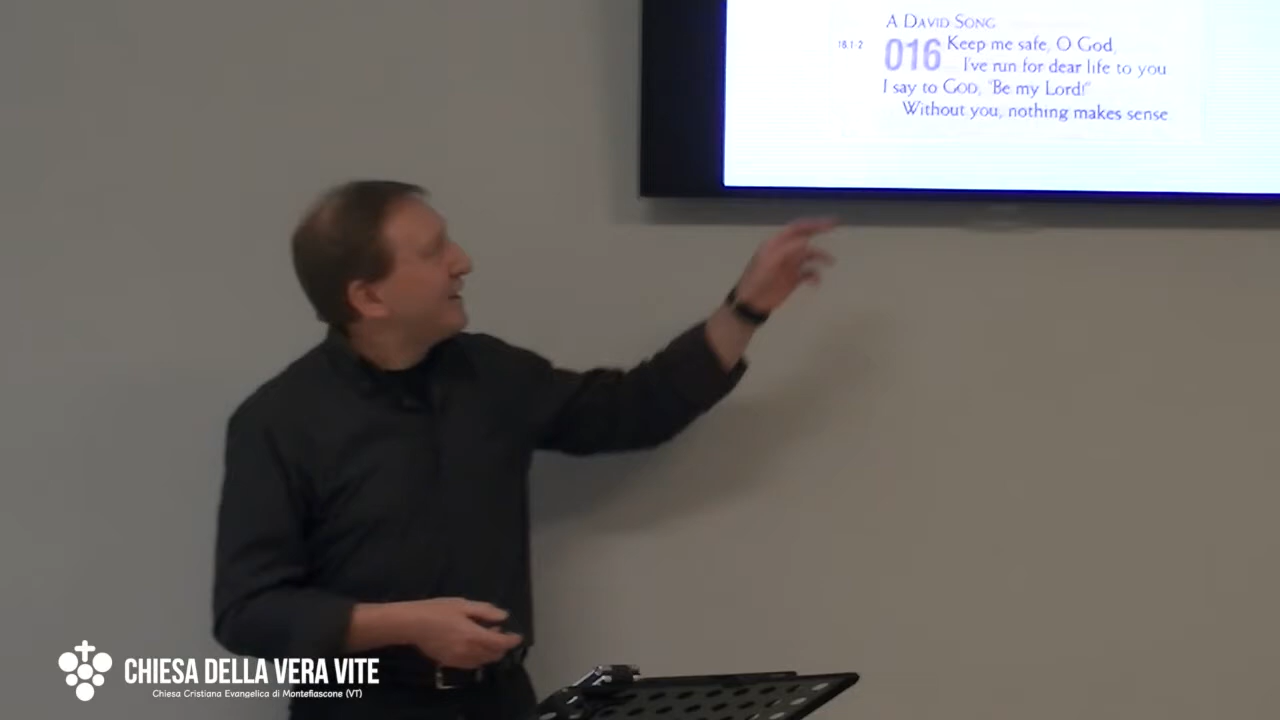 A DAVID SONG
16:1-2
016 Keep me safe, O God,
I've run for dear life to you
I say to GOD, "Be my Lord!"
Without you, nothing makes sense
CHIESA DELLA VERA VITE
Chiesa Cristiana Evangelica di Montefiascone (VT)